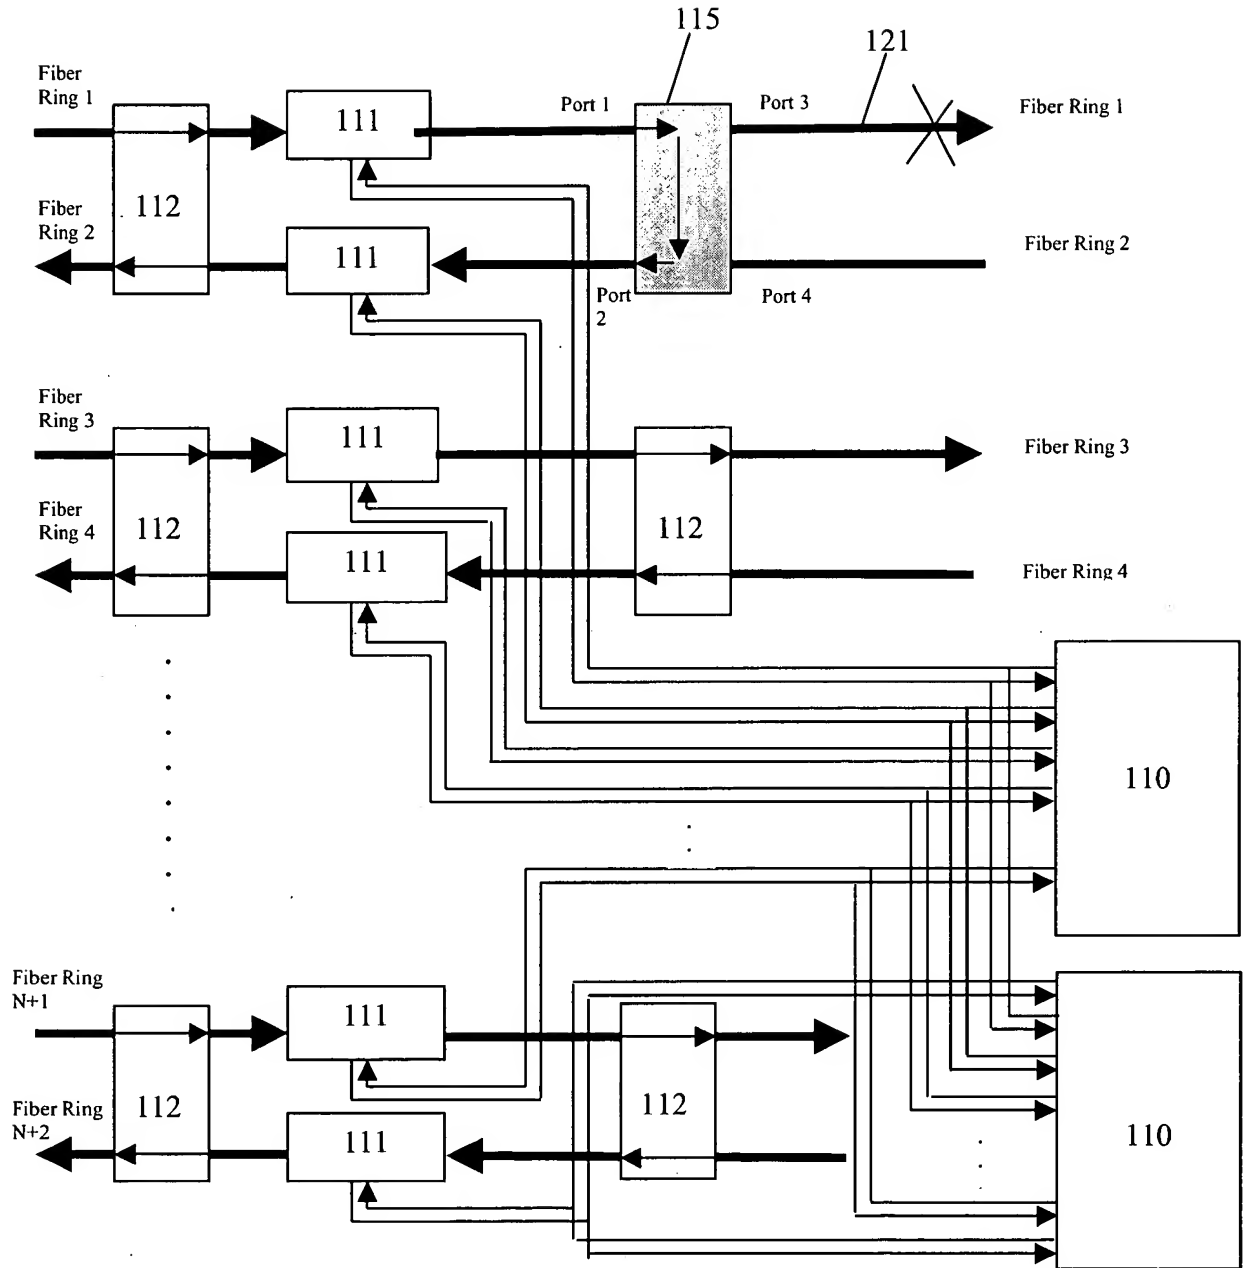 115
121
Fiber
Ring 1
111
Port 1
Port 3
Fiber Ring 1
112
Fiber
Ring 2
111
Port
2
Port 4
Fiber Ring 2
Fiber
Ring 3
111
Fiber Ring 3
Fiber
Ring 4
112
111
112
Fiber Ring 4
110
Fiber Ring
N+1
111
112
Fiber Ring
N+2
111
112
110